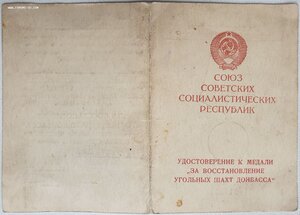 СОЮЗ
СОВЕТСКИХ
СОЦИАЛИСТИЧЕСКИХ
РЕСПУБЛИК
УДОСТОВЕРЕНИЕ К МЕДАЛИ
„ЗА ВОССТАНОВЛЕНИЕ
УГОЛЬНЫХ ШАХТ ДОНБАССА“